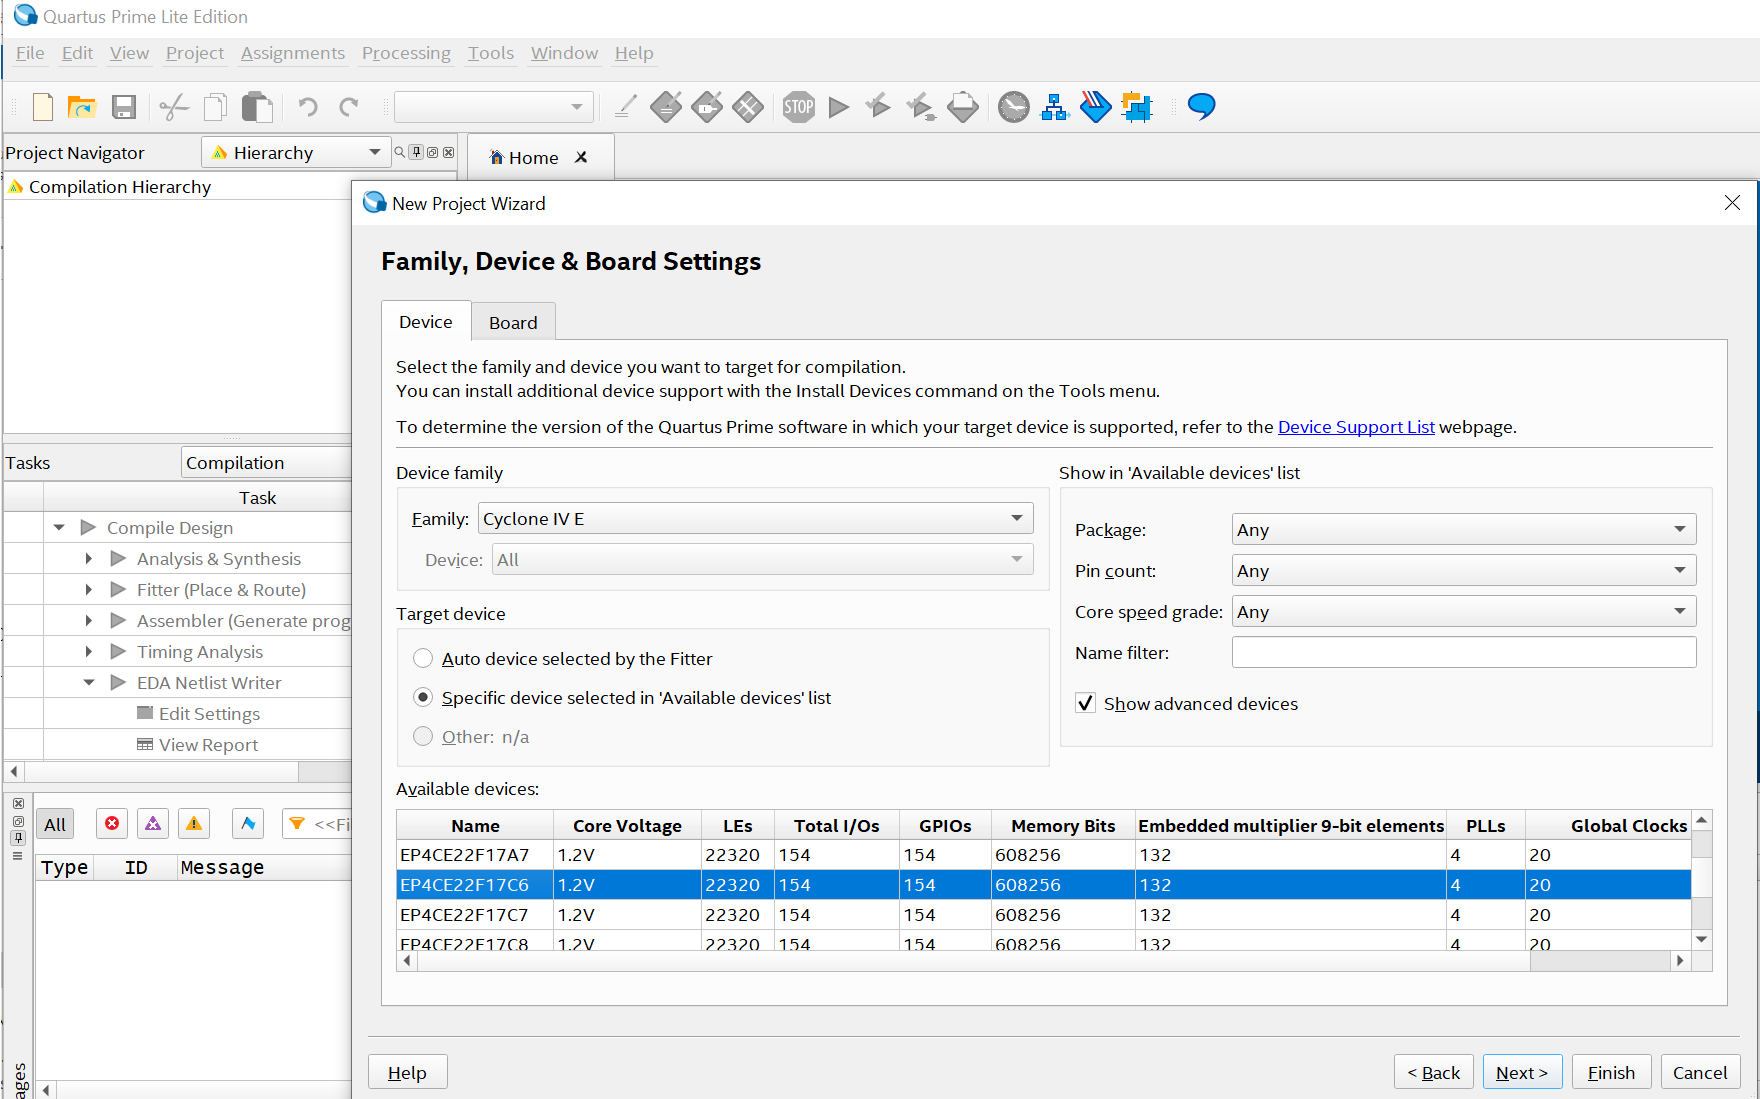 Quartus Prime Lite Edition
File Edit View Project Assignments Processing Tools Window Help
STOP
Project Navigator
Hierarchy
Home
Compilation Hierarchy
New Project Wizard
Family, Device & Board Settings
Device
Board
Select the family and device you want to target for compilation.
You can install additional device support with the Install Devices command on the Tools menu.
To determine the version of the Quartus Prime software in which your target device is supported, refer to the Device Support List webpage.
Tasks
Compilation
Task
Compile Design
Analysis & Synthesis
Fitter (Place & Route)
Assembler (Generate prog
Timing Analysis
EDA Netlist Writer
Edit Settings
View Report
Device family
Family: Cyclone IV E
Device: All
Target device
Auto device selected by the Fitter
Specific device selected in 'Available devices' list
Other: n/a
Show in 'Available devices' list
Package: Any
Pin count: Any
Core speed grade: Any
Name filter:
Show advanced devices
Available devices:
Name Core Voltage LEs Total I/Os GPIOs Memory Bits Embedded multiplier 9-bit elements PLLs Global Clocks
EP4CE22F17A7 1.2V 22320 154 154 608256 132 4 20
EP4CE22F17C6 1.2V 22320 154 154 608256 132 4 20
EP4CE22F17C7 1.2V 22320 154 154 608256 132 4 20
EP4CE22F17C8 1.2V 22320 154 154 608256 132 4 20
All
<<Fi
Type ID Message
ages
Help
< Back
Next >
Finish
Cancel